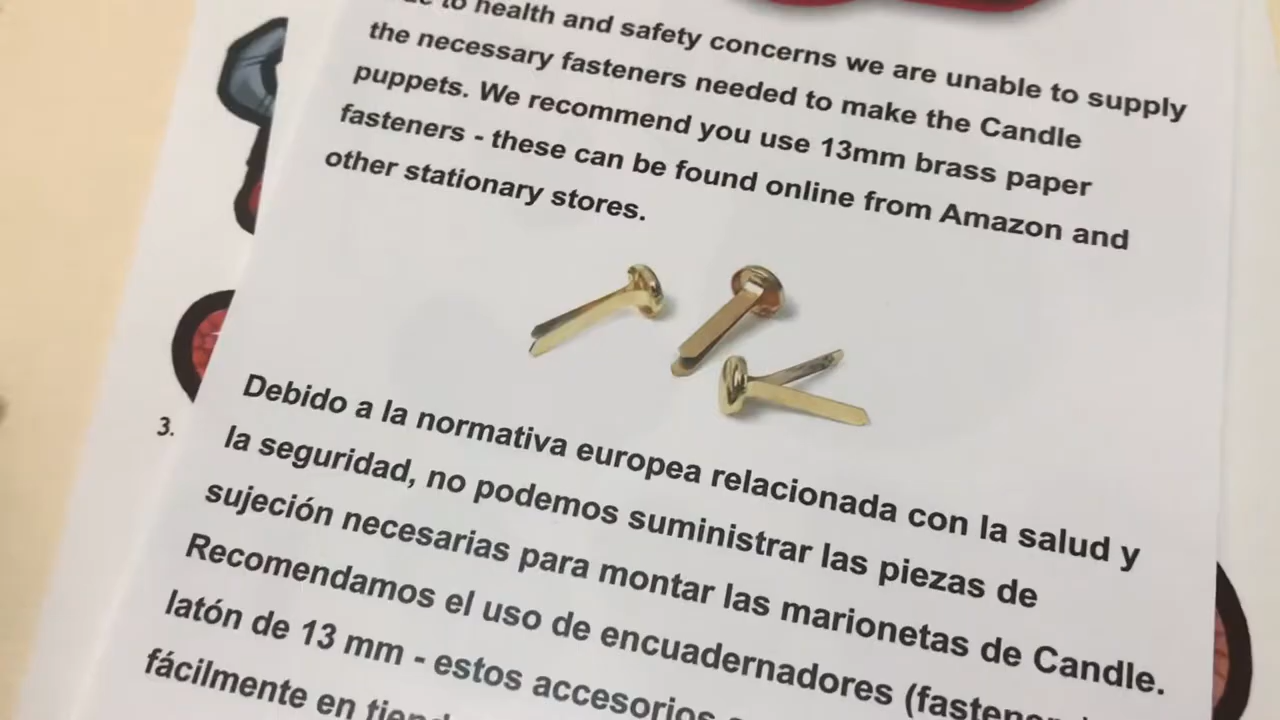 to health and safety concerns we are unable to supply
the necessary fasteners needed to make the Candle
puppets. We recommend you use 13mm brass paper
fasteners - these can be found online from Amazon and
other stationary stores.
Debido a la normativa europea relacionada con la salud y
3.
la seguridad, no podemos suministrar las piezas de
sujeción necesarias para montar las marionetas de Candle.
Recomendamos el uso de encuadernadores
latón de 13 mm - estos accesorios
fácilmente en